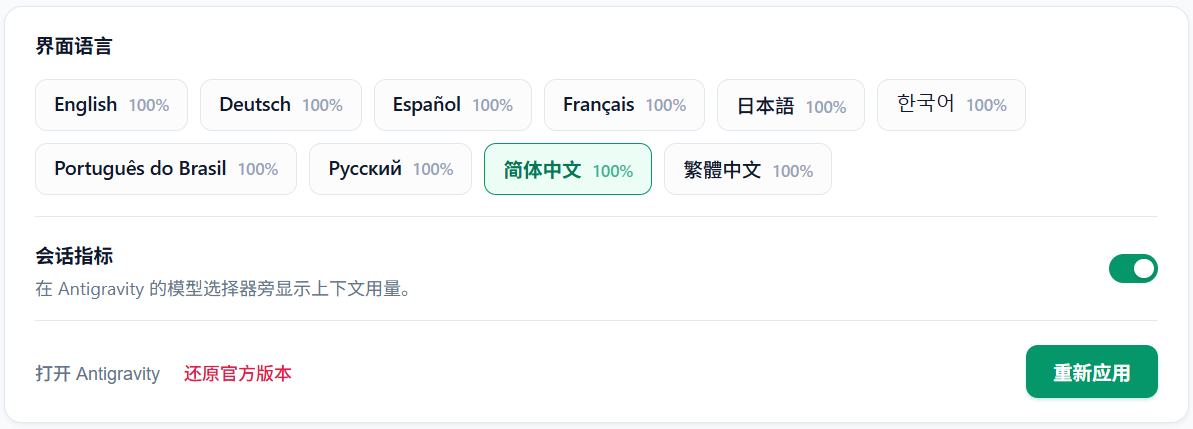 界面语言
English 100% Deutsch 100% Español 100% Français 100% 日本語 100% 한국어 100%
Português do Brasil 100% Русский 100% 简体中文 100% 繁體中文 100%
会话指标
在 Antigravity 的模型选择器旁显示上下文用量。
打开 Antigravity 还原官方版本 重新应用